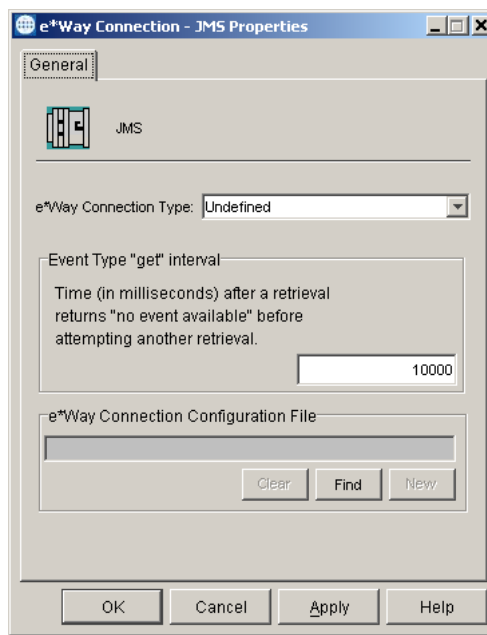 e*Way Connection - JMS Properties
General
JMS
e*Way Connection Type: Undefined
Event Type "get" interval
Time (in milliseconds) after a retrieval
returns "no event available" before
attempting another retrieval.
10000
e*Way Connection Configuration File
Clear Find New
OK Cancel Apply Help